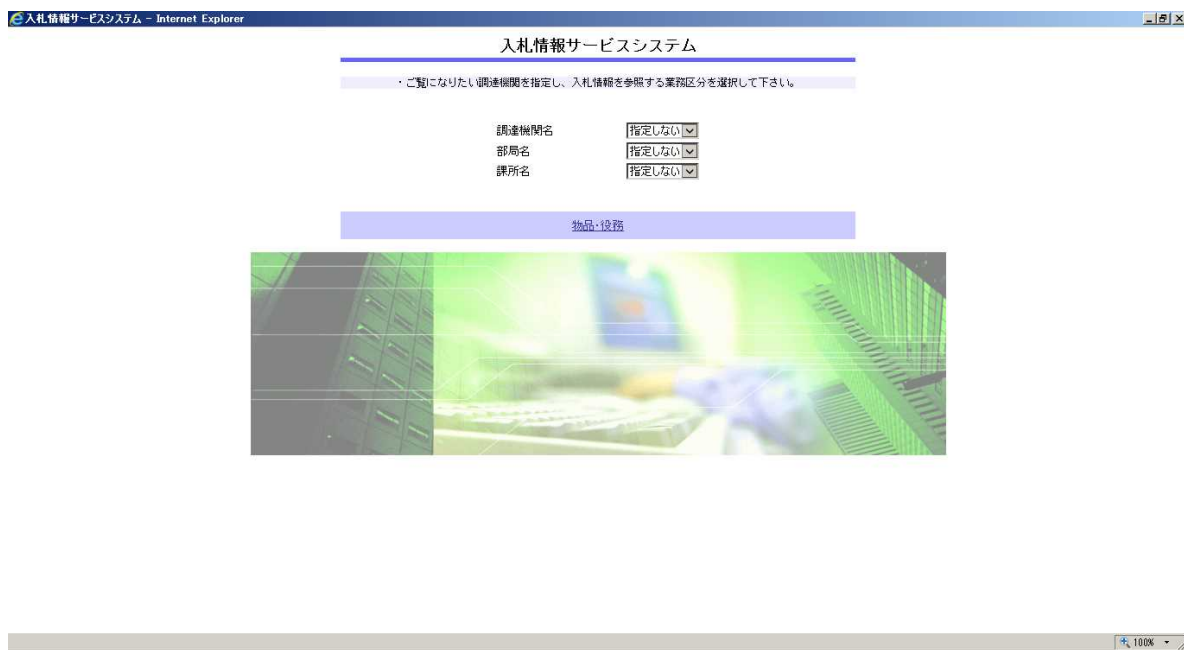 入札情報サービスシステム - Internet Explorer
入札情報サービスシステム
・ご覧になりたい調達機関を指定し、入札情報を参照する業務区分を選択して下さい。
調達機関名 指定しない
部局名 指定しない
課所名 指定しない
物品・役務
100%